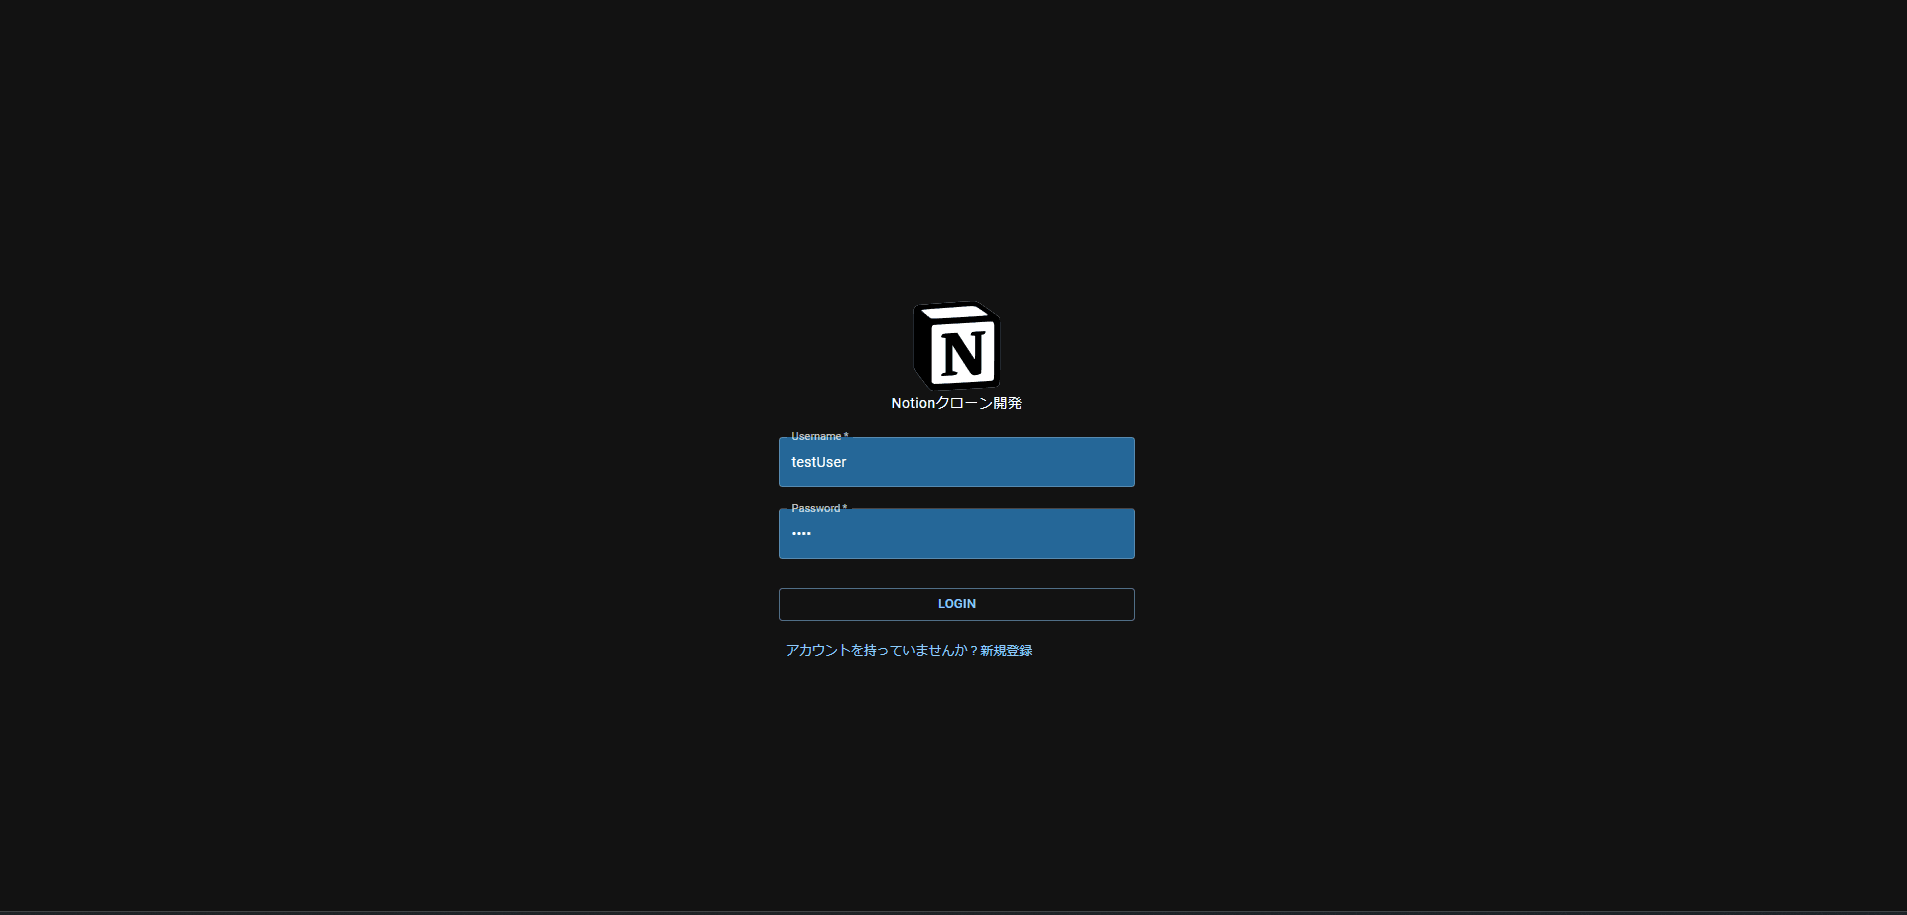 N
Notionクローン開発
Username *
testUser
Password *
••••
LOGIN
アカウントを持っていませんか？新規登録